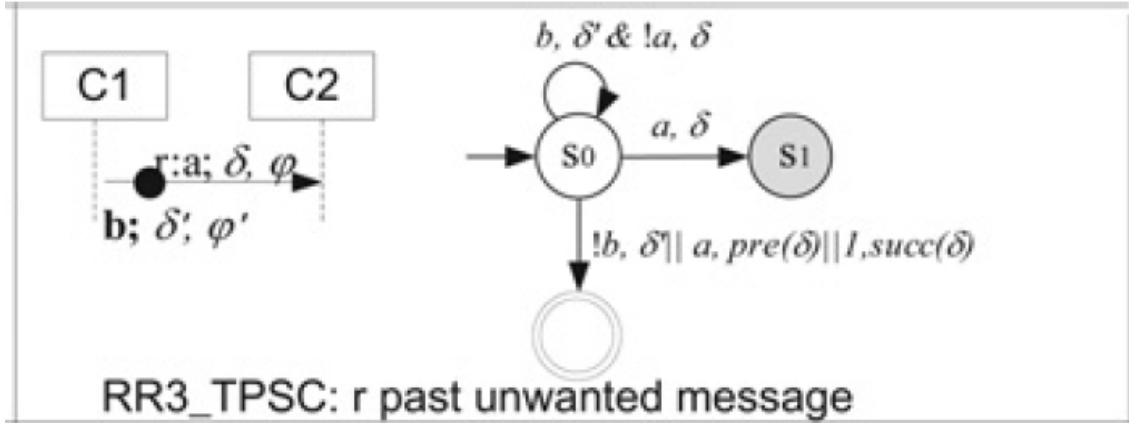 C1 C2
r:a; δ, φ
b; δ', φ'
b, δ' & !a, δ
a, δ
s0 s1
!b, δ'|| a, pre(δ)||1,succ(δ)
RR3_TPSC: r past unwanted message